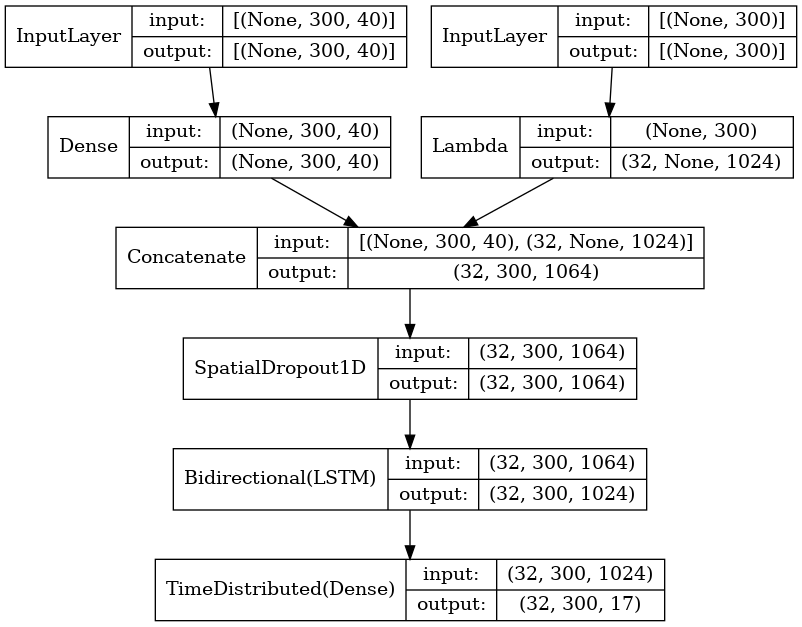 InputLayer input: [(None, 300, 40)]
output: [(None, 300, 40)]
InputLayer input: [(None, 300)]
output: [(None, 300)]
Dense input: (None, 300, 40)
output: (None, 300, 40)
Lambda input: (None, 300)
output: (32, None, 1024)
Concatenate input: [(None, 300, 40), (32, None, 1024)]
output: (32, 300, 1064)
SpatialDropout1D input: (32, 300, 1064)
output: (32, 300, 1064)
Bidirectional(LSTM) input: (32, 300, 1064)
output: (32, 300, 1024)
TimeDistributed(Dense) input: (32, 300, 1024)
output: (32, 300, 17)